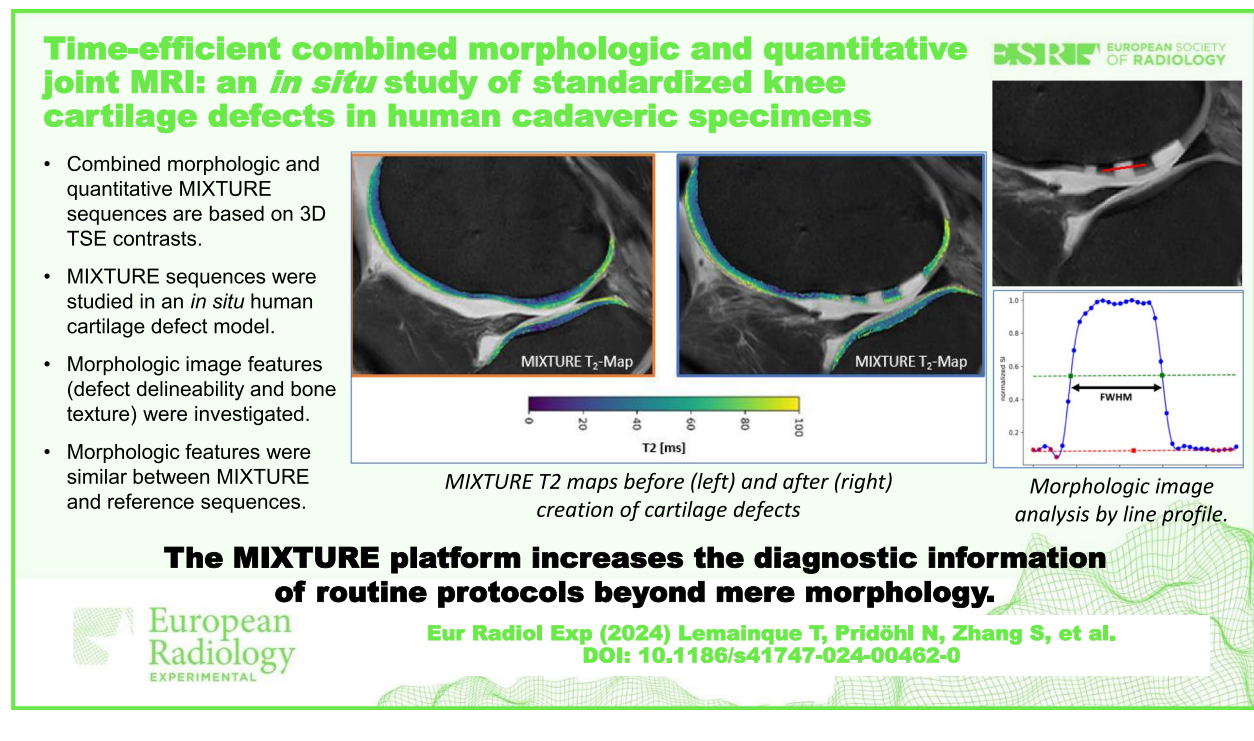 Time-efficient combined morphologic and quantitative
joint MRI: an in situ study of standardized knee
cartilage defects in human cadaveric specimens
ESR
EUROPEAN SOCIETY
OF RADIOLOGY
• Combined morphologic and
quantitative MIXTURE
sequences are based on 3D
TSE contrasts.
• MIXTURE sequences were
studied in an in situ human
cartilage defect model.
• Morphologic image features
(defect delineability and bone
texture) were investigated.
• Morphologic features were
similar between MIXTURE
and reference sequences.
MIXTURE T₂-Map
MIXTURE T₂-Map
0 20 40 60 80 100
T2 [ms]
MIXTURE T2 maps before (left) and after (right)
creation of cartilage defects
1.0
0.8
0.6
0.4
0.2
normalized SI
FWHM
Morphologic image
analysis by line profile.
The MIXTURE platform increases the diagnostic information
of routine protocols beyond mere morphology.
European
Radiology
EXPERIMENTAL
Eur Radiol Exp (2024) Lemainque T, Pridöhl N, Zhang S, et al.
DOI: 10.1186/s41747-024-00462-0